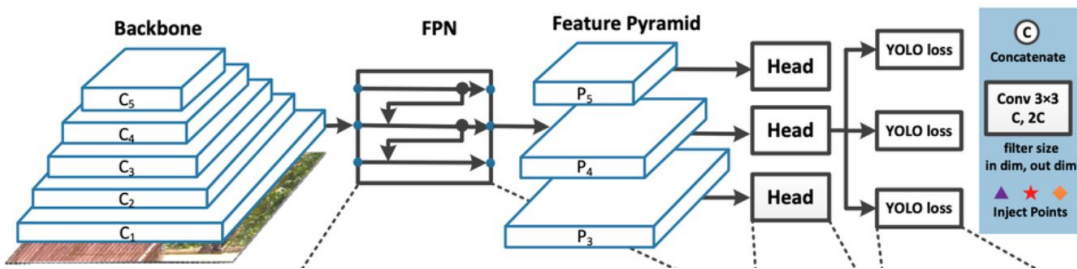 Backbone
FPN
Feature Pyramid
C5
C4
C3
C2
C1
P5
P4
P3
Head
Head
Head
YOLO loss
YOLO loss
YOLO loss
C
Concatenate
Conv 3×3
C, 2C
filter size
in dim, out dim
Inject Points